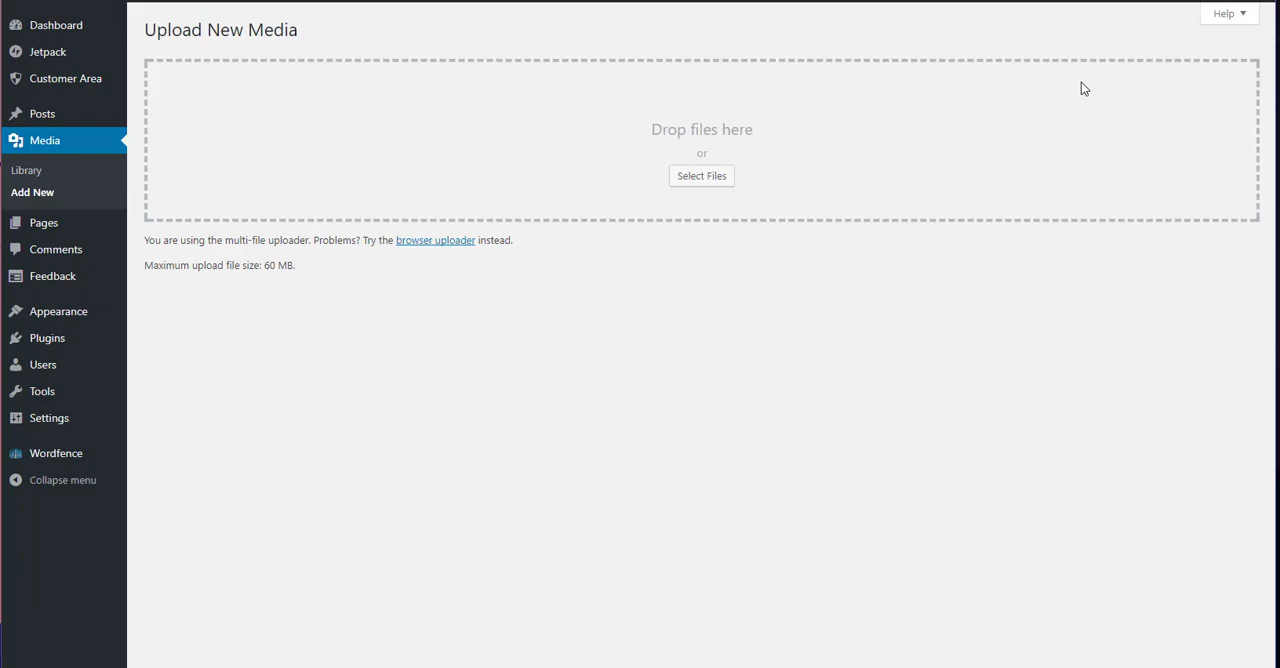 Dashboard
Jetpack
Customer Area
Posts
Media
Library
Add New
Pages
Comments
Feedback
Appearance
Plugins
Users
Tools
Settings
Wordfence
Collapse menu
Help
Upload New Media
Drop files here
or
Select Files
You are using the multi-file uploader. Problems? Try the browser uploader instead.
Maximum upload file size: 60 MB.